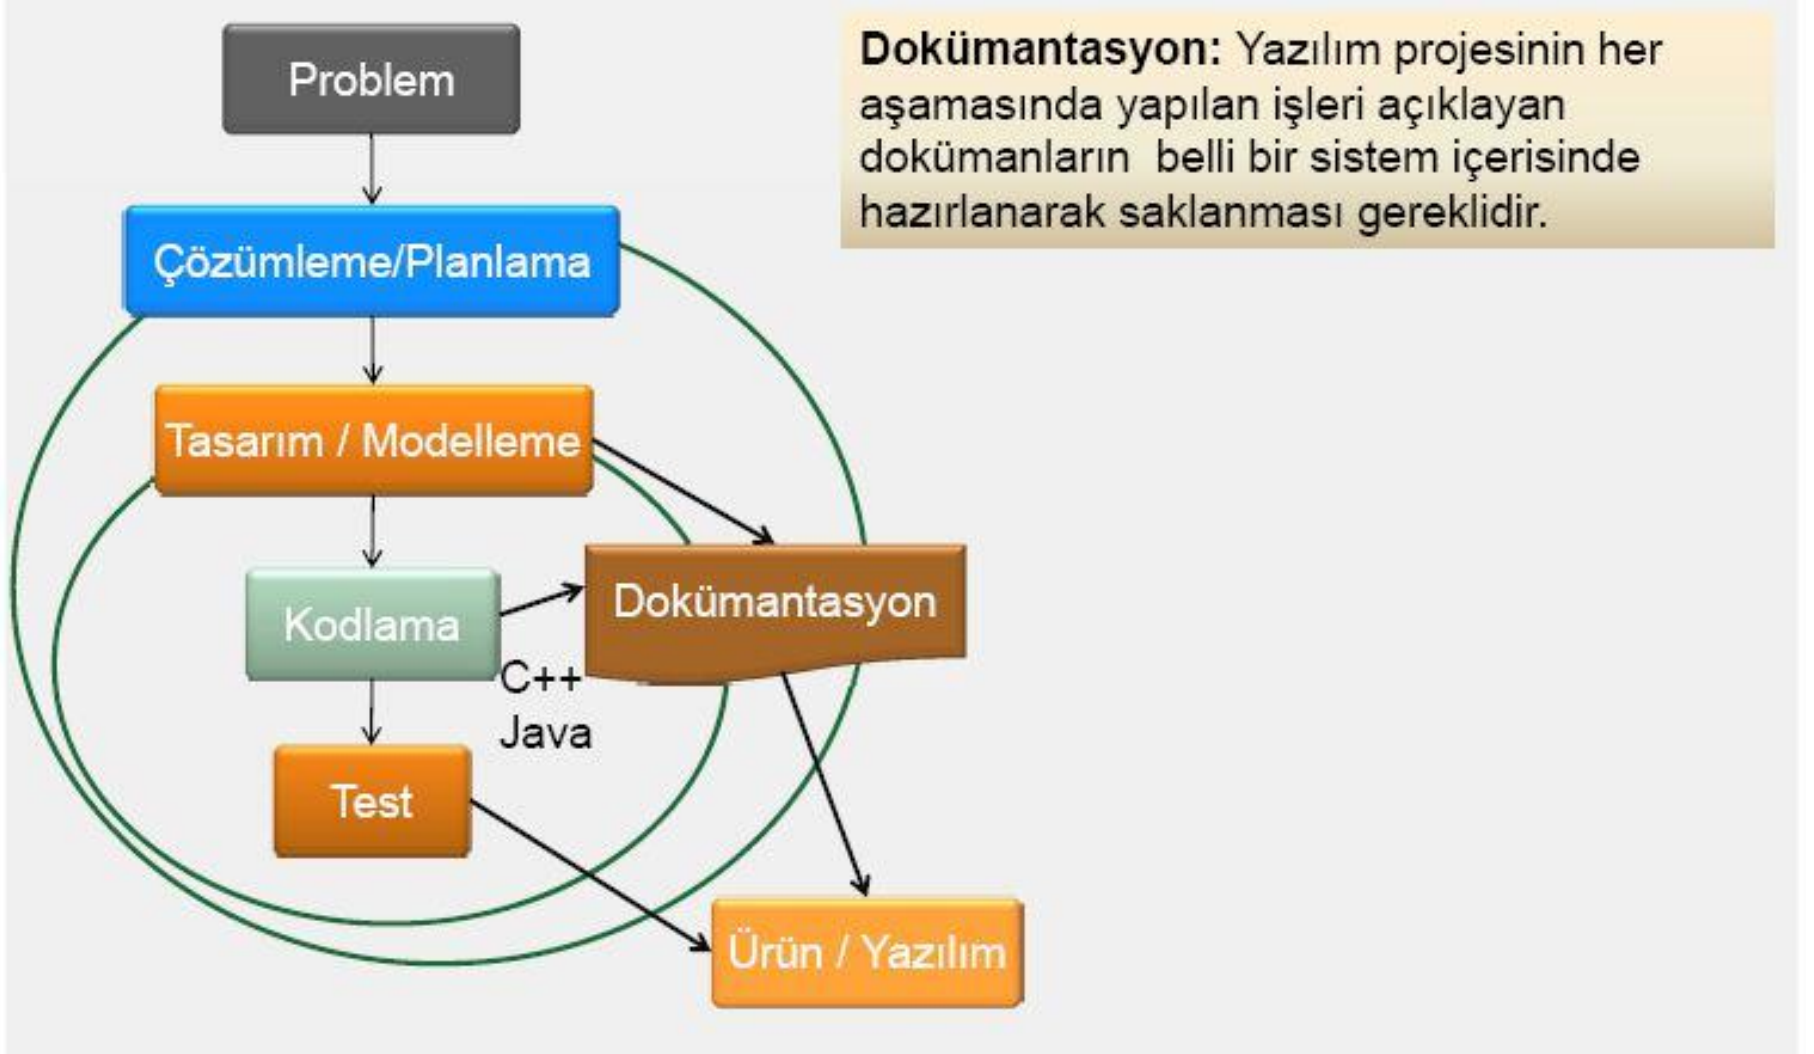 Problem
Dokümantasyon: Yazılım projesinin her
aşamasında yapılan işleri açıklayan
dokümanların belli bir sistem içerisinde
hazırlanarak saklanması gereklidir.
Çözümleme/Planlama
Tasarım / Modelleme
Kodlama
Dokümantasyon
C++
Java
Test
Ürün / Yazılım